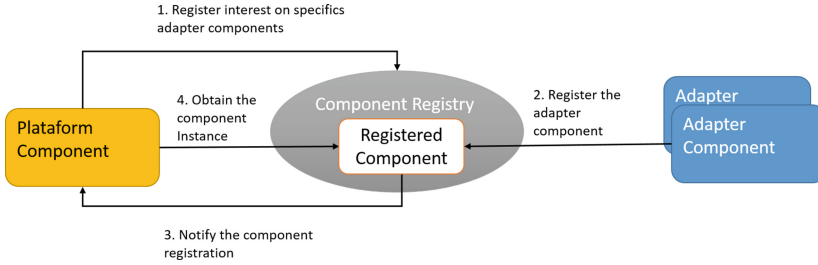 1. Register interest on specifics
adapter components
4. Obtain the
component
Instance
Plataform
Component
Component Registry
Registered
Component
2. Register the
adapter
component
Adapter
Adapter
Component
3. Notify the component
registration